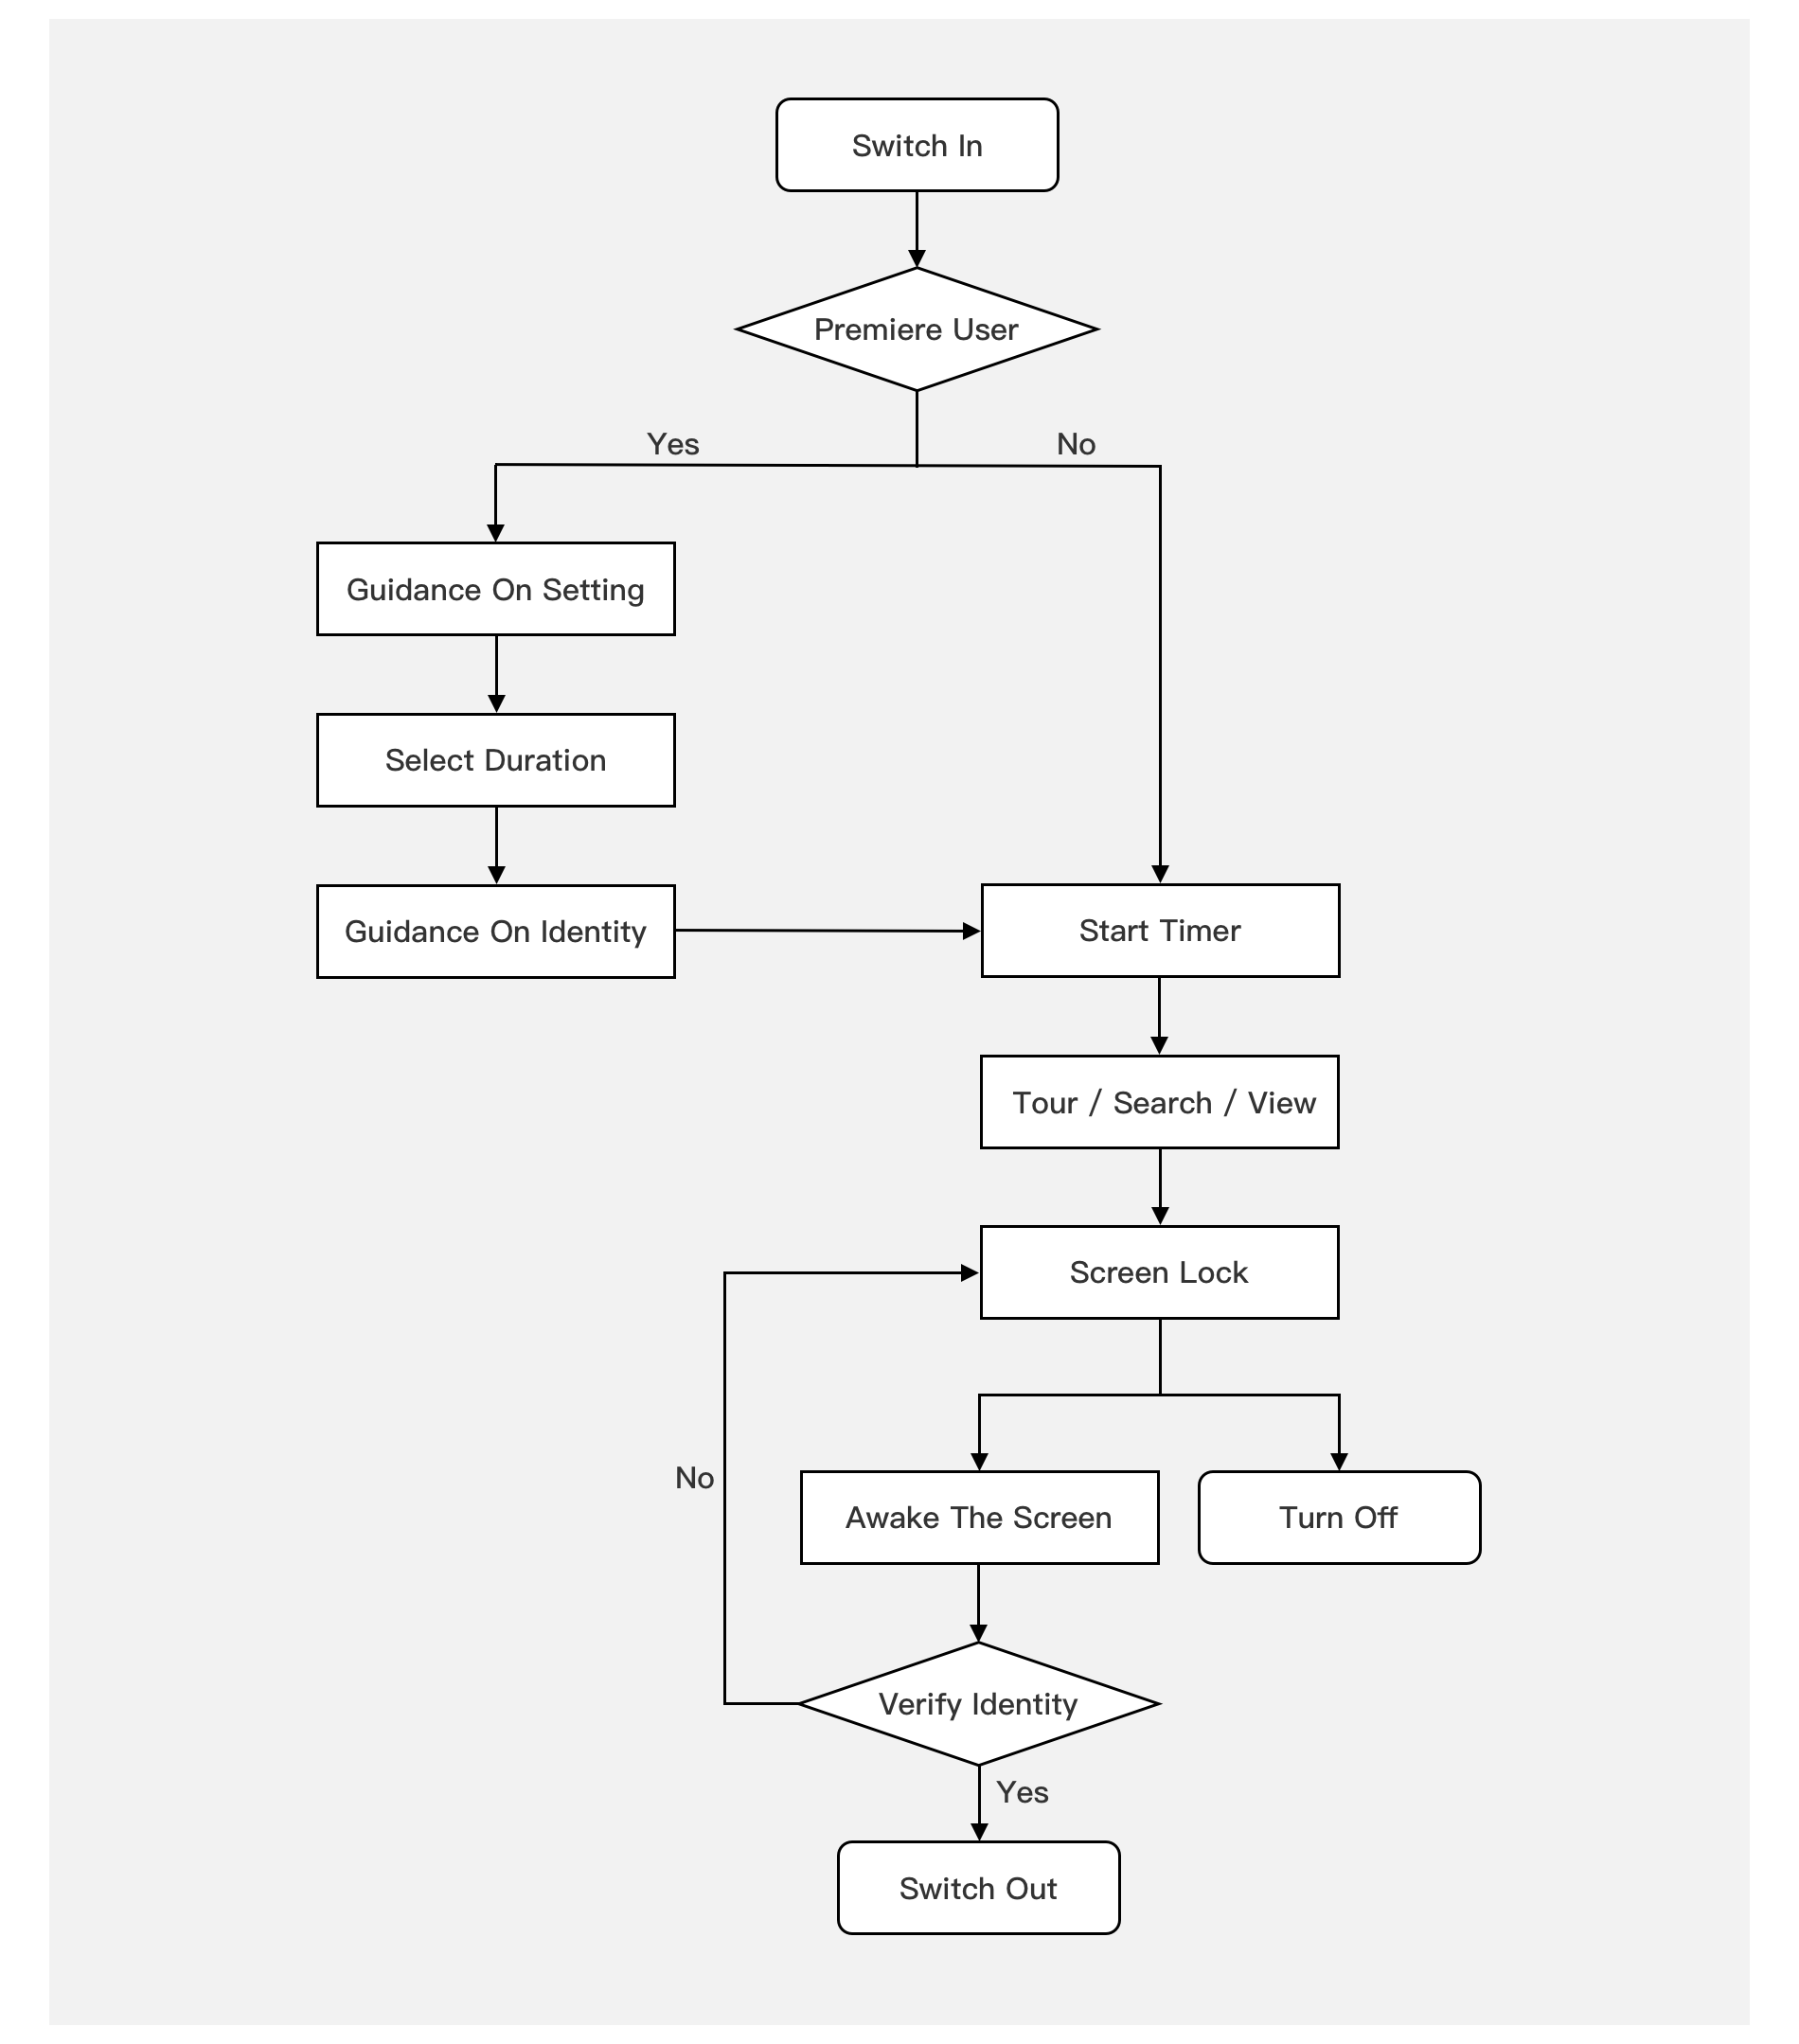 Switch In
Premiere User
Yes
No
Guidance On Setting
Select Duration
Guidance On Identity
Start Timer
Tour / Search / View
Screen Lock
No
Awake The Screen
Turn Off
Verify Identity
Yes
Switch Out